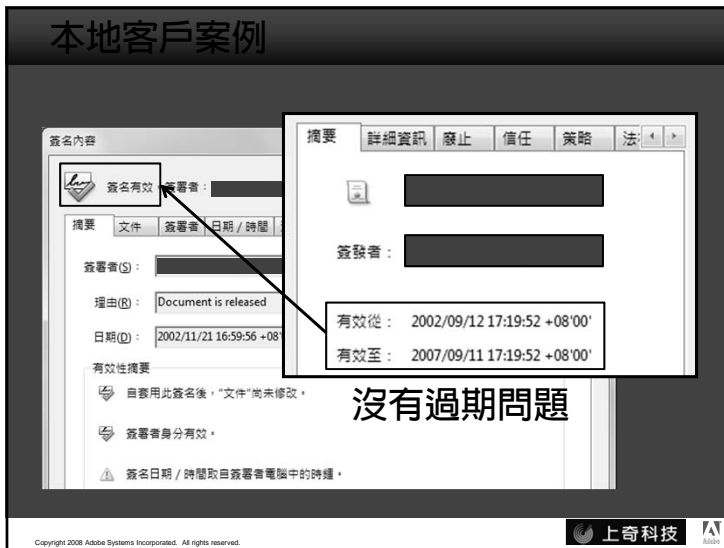 本地客戶案例
簽名內容
簽名有效，簽署者：
摘要 文件 簽署者 日期 / 時間
簽署者(S)：
理由(R)： Document is released
日期(D)： 2002/11/21 16:59:56 +08'
有效性摘要
自套用此簽名後，"文件"尚未修改。
簽署者身分有效。
簽名日期 / 時間取自簽署者電腦中的時鐘。
摘要 詳細資訊 廢止 信任 策略 法
簽發者：
有效從： 2002/09/12 17:19:52 +08'00'
有效至： 2007/09/11 17:19:52 +08'00'
沒有過期問題
Copyright 2008 Adobe Systems Incorporated. All rights reserved.
上奇科技
Adobe